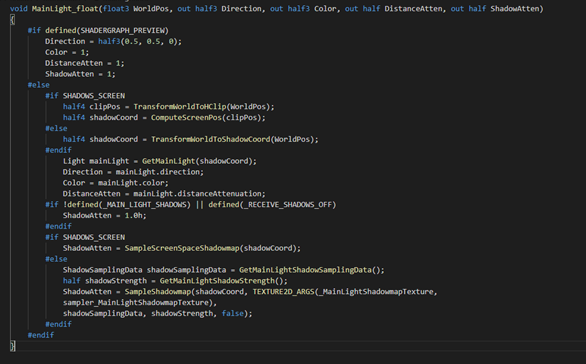 void MainLight_float(float3 WorldPos, out half3 Direction, out half3 Color, out half DistanceAtten, out half ShadowAtten)
{
#if defined(SHADERGRAPH_PREVIEW)
Direction = half3(0.5, 0.5, 0);
Color = 1;
DistanceAtten = 1;
ShadowAtten = 1;
#else
#if SHADOWS_SCREEN
half4 clipPos = TransformWorldToHClip(WorldPos);
half4 shadowCoord = ComputeScreenPos(clipPos);
#else
half4 shadowCoord = TransformWorldToShadowCoord(WorldPos);
#endif
Light mainLight = GetMainLight(shadowCoord);
Direction = mainLight.direction;
Color = mainLight.color;
DistanceAtten = mainLight.distanceAttenuation;
#if !defined(_MAIN_LIGHT_SHADOWS) || defined(_RECEIVE_SHADOWS_OFF)
ShadowAtten = 1.0h;
#endif
#if SHADOWS_SCREEN
ShadowAtten = SampleScreenSpaceShadowmap(shadowCoord);
#else
ShadowSamplingData shadowSamplingData = GetMainLightShadowSamplingData();
half shadowStrength = GetMainLightShadowStrength();
ShadowAtten = SampleShadowmap(shadowCoord, TEXTURE2D_ARGS(_MainLightShadowmapTexture,
sampler_MainLightShadowmapTexture),
shadowSamplingData, shadowStrength, false);
#endif
#endif
}